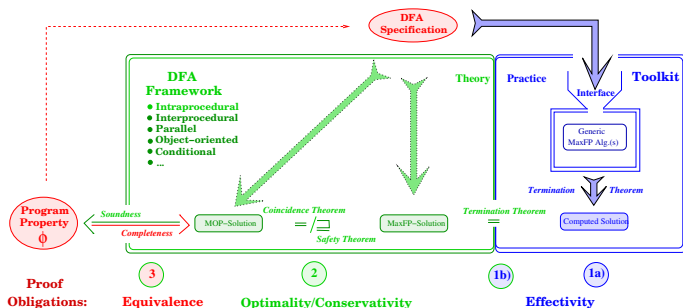 DFA
Specification
DFA
Framework
Theory
Practice
Toolkit
Intraprocedural
Interprocedural
Parallel
Object-oriented
Conditional
...
Interface
Generic
MaxFP Alg.(s)
Termination Theorem
Program
Property
ϕ
Soundness
Completeness
MOP-Solution
Coincidence Theorem
= / ⊒
Safety Theorem
MaxFP-Solution
Termination Theorem
=
Computed Solution
3
2
1b)
1a)
Proof
Obligations:
Equivalence
Optimality/Conservativity
Effectivity